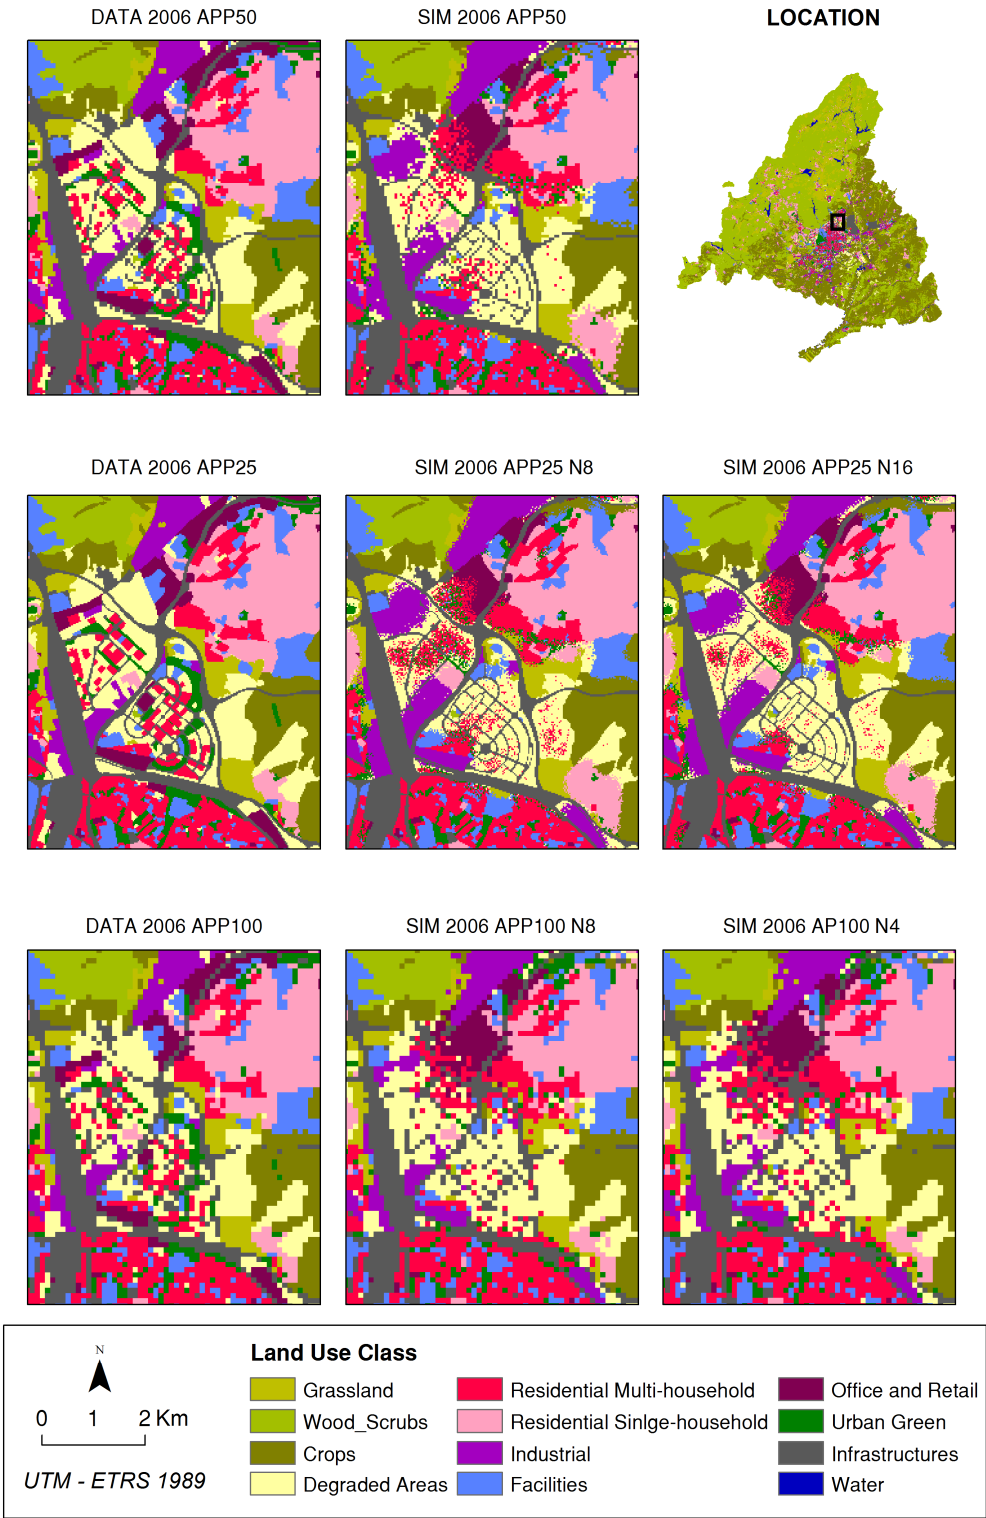 DATA 2006 APP50
SIM 2006 APP50
LOCATION
DATA 2006 APP25
SIM 2006 APP25 N8
SIM 2006 APP25 N16
DATA 2006 APP100
SIM 2006 APP100 N8
SIM 2006 AP100 N4
N
0 1 2 Km
UTM - ETRS 1989
Land Use Class
Grassland
Wood_Scrubs
Crops
Degraded Areas
Residential Multi-household
Residential Sinlge-household
Industrial
Facilities
Office and Retail
Urban Green
Infrastructures
Water